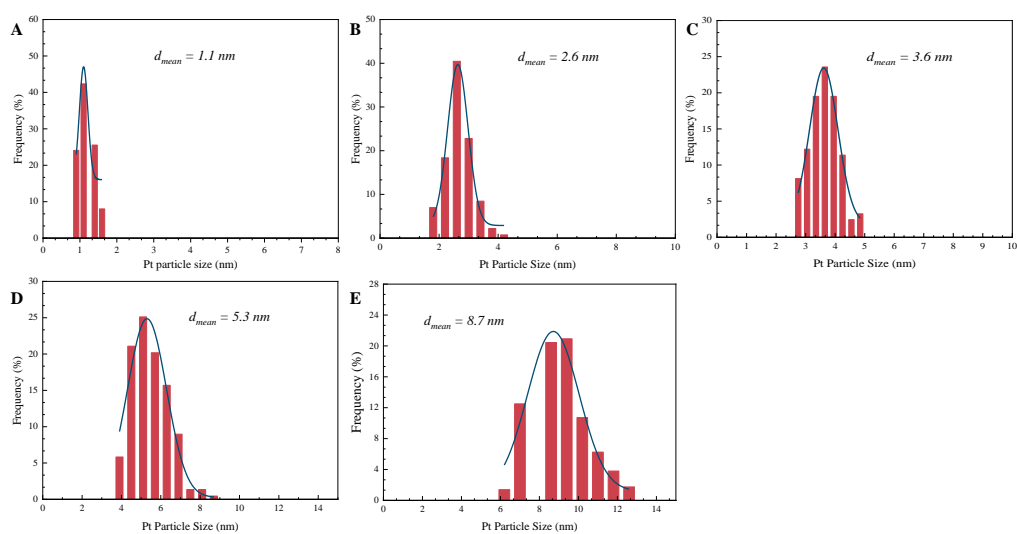 A
d_mean = 1.1 nm
Frequency (%)
60
50
40
30
20
10
0
0 1 2 3 4 5 6 7 8
Pt Particle size (nm)
B
d_mean = 2.6 nm
Frequency (%)
50
40
30
20
10
0
0 2 4 6 8 10
Pt Particle Size (nm)
C
d_mean = 3.6 nm
Frequency (%)
30
25
20
15
10
5
0
0 1 2 3 4 5 6 7 8 9 10
Pt Particle Size (nm)
D
d_mean = 5.3 nm
Frequency (%)
30
25
20
15
10
5
0
0 2 4 6 8 10 12 14
Pt Particle Size (nm)
E
d_mean = 8.7 nm
Frequency (%)
28
24
20
16
12
8
4
0
0 2 4 6 8 10 12 14
Pt Particle Size (nm)